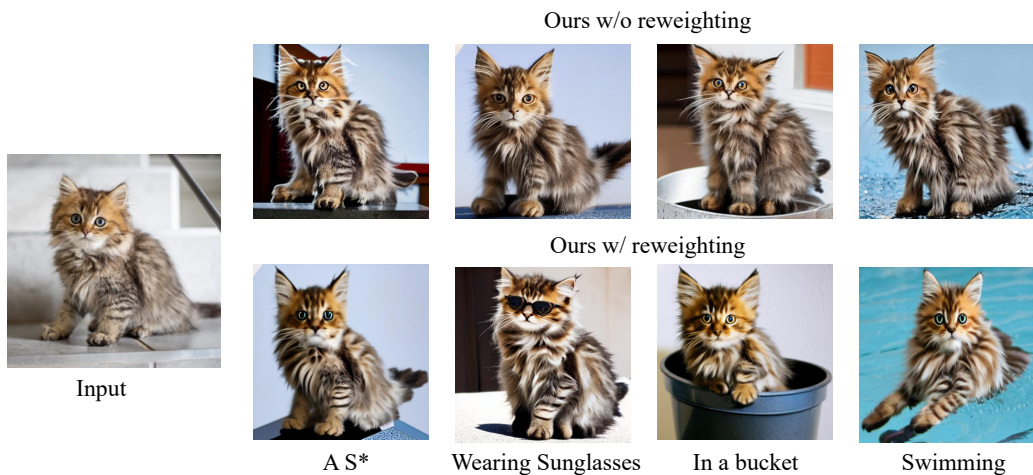 Ours w/o reweighting
Ours w/ reweighting
Input
A S*
Wearing Sunglasses
In a bucket
Swimming